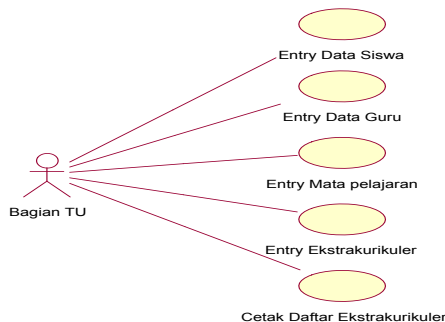 Entry Data Siswa
Entry Data Guru
Entry Mata pelajaran
Bagian TU
Entry Ekstrakurikuler
Cetak Daftar Ekstrakurikuler